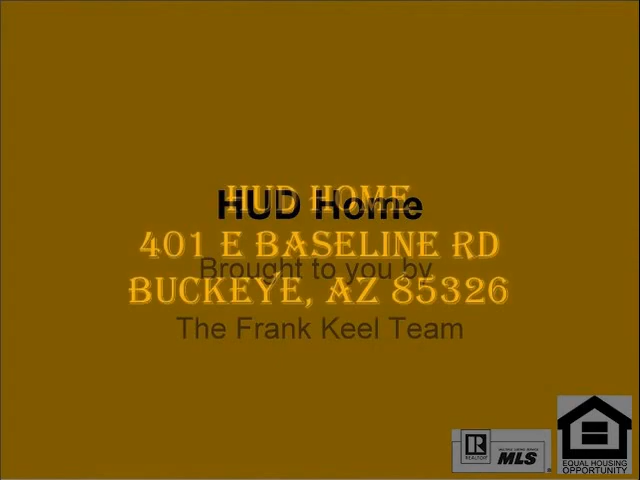 HUD Home
HUD HOME
401 E BASELINE RD
Brought to you by
BUCKEYE, AZ 85326
The Frank Keel Team
R
REALTOR
MLS
EQUAL HOUSING
OPPORTUNITY